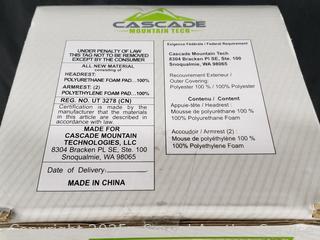 CASCADE
MOUNTAIN TECH
UNDER PENALTY OF LAW
THIS TAG NOT TO BE REMOVED
EXCEPT BY THE CONSUMER
ALL NEW MATERIAL
consisting of
HEADREST:
POLYURETHANE FOAM PAD...100%
ARMREST: (2)
POLYETHYLENE FOAM PAD...100%
REG. NO. UT 3278 (CN)
Certification is made by the
manufacturer that the materials
in this article are described in
accordance with law.
MADE FOR
CASCADE MOUNTAIN
TECHNOLOGIES, LLC
8304 Bracken PL SE, Ste. 100
Snoqualmie, WA 98065
Date of Delivery:
MADE IN CHINA
Exigence Fédérale / Federal Requirement
Cascade Mountain Tech
8304 Bracken Pl SE, Ste. 100
Snoqualmie, WA 98065
Recouvrement Exterieur /
Outer Covering:
Polyester 100 % / 100% Polyester
Contenu / Content
Appuie-tête / Headrest :
Mousse de polyuréthane 100 %
100% Polyurethane Foam
Accoudoir / Armrest (2) :
Mousse de polyéthylène 100 %
100% Polyethylene Foam